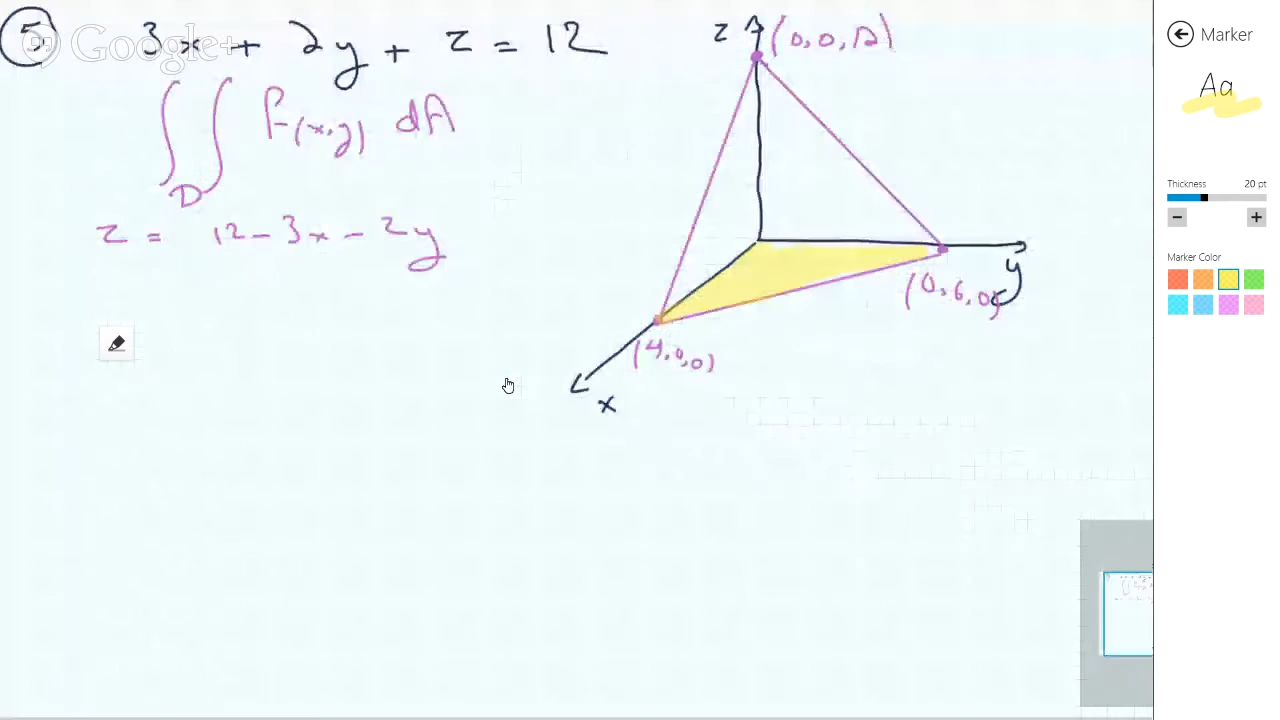 5
Google+
3x + 2y + z = 12
∬D f(x,y) dA
z = 12 - 3x - 2y
z
(0,0,12)
y
(0,6,0)
(4,0,0)
x
Marker
Aa
Thickness 20 pt
Marker Color